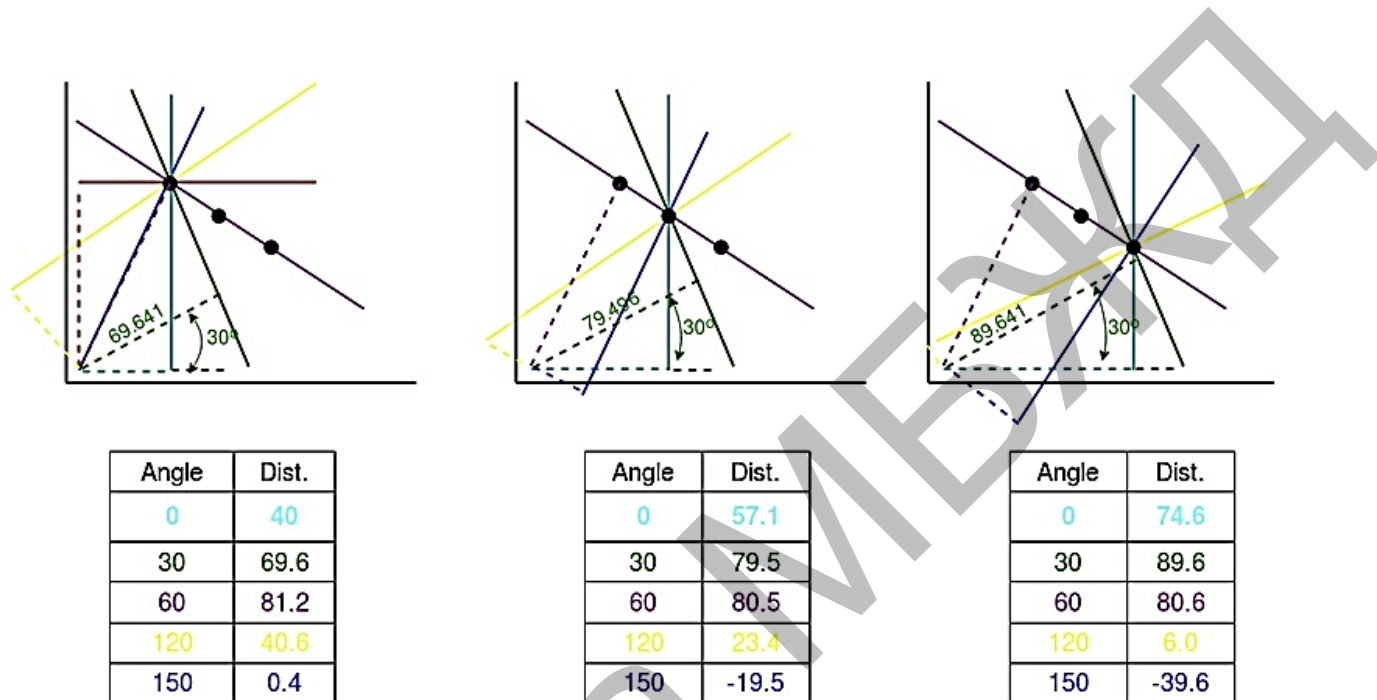 69.641
30º
79.496
30º
89.641
30º
Angle Dist.
0 40
30 69.6
60 81.2
120 40.6
150 0.4
Angle Dist.
0 57.1
30 79.5
60 80.5
120 23.4
150 -19.5
Angle Dist.
0 74.6
30 89.6
60 80.6
120 6.0
150 -39.6
МБЖД